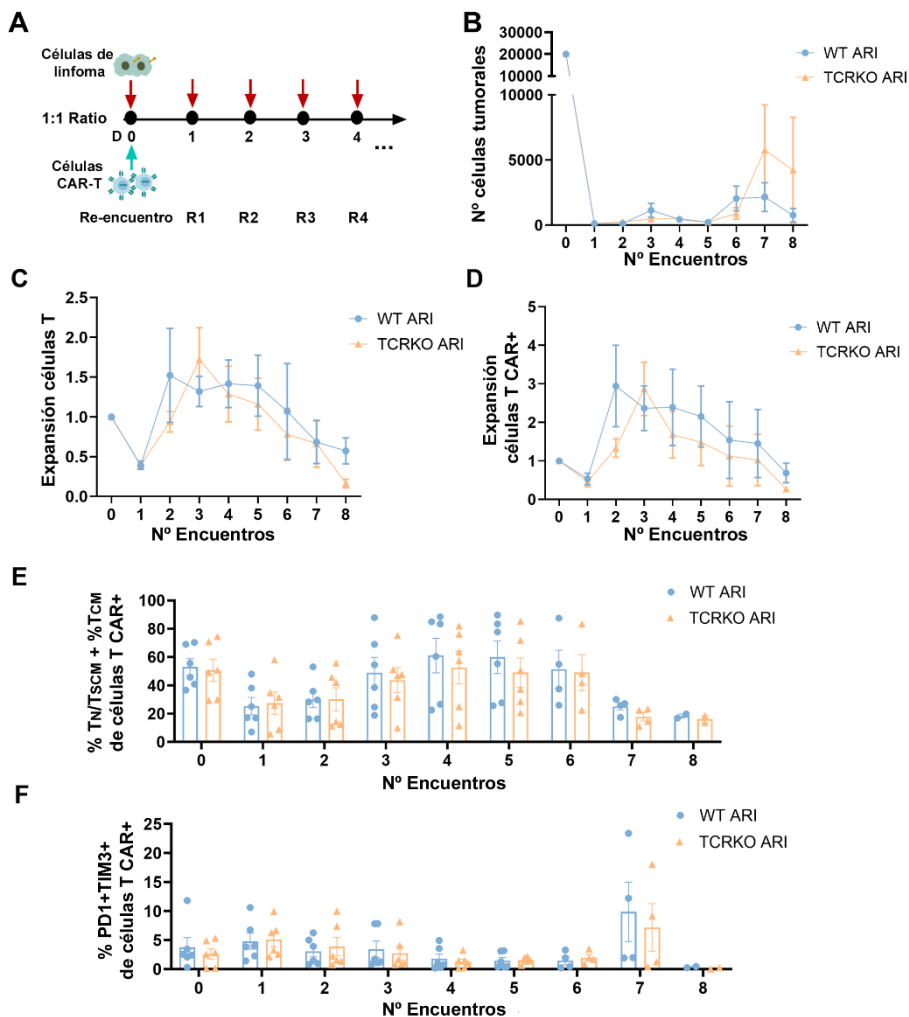 A
Células de
linfoma
1:1 Ratio
D 0 1 2 3 4 ...
Células
CAR-T
Re-encuentro R1 R2 R3 R4
B
Nº células tumorales
30000
20000
10000
10000
5000
0
0 1 2 3 4 5 6 7 8
Nº Encuentros
WT ARI
TCRKO ARI
C
Expansión células T
2.5
2.0
1.5
1.0
0.5
0.0
0 1 2 3 4 5 6 7 8
Nº Encuentros
WT ARI
TCRKO ARI
D
Expansión
células T CAR+
5
4
3
2
1
0
0 1 2 3 4 5 6 7 8
Nº Encuentros
WT ARI
TCRKO ARI
E
% TN/TSCM + %TCM
de células T CAR+
100
80
60
40
20
0
0 1 2 3 4 5 6 7 8
Nº Encuentros
WT ARI
TCRKO ARI
F
% PD1+TIM3+
de células T CAR+
25
20
15
10
5
0
0 1 2 3 4 5 6 7 8
Nº Encuentros
WT ARI
TCRKO ARI